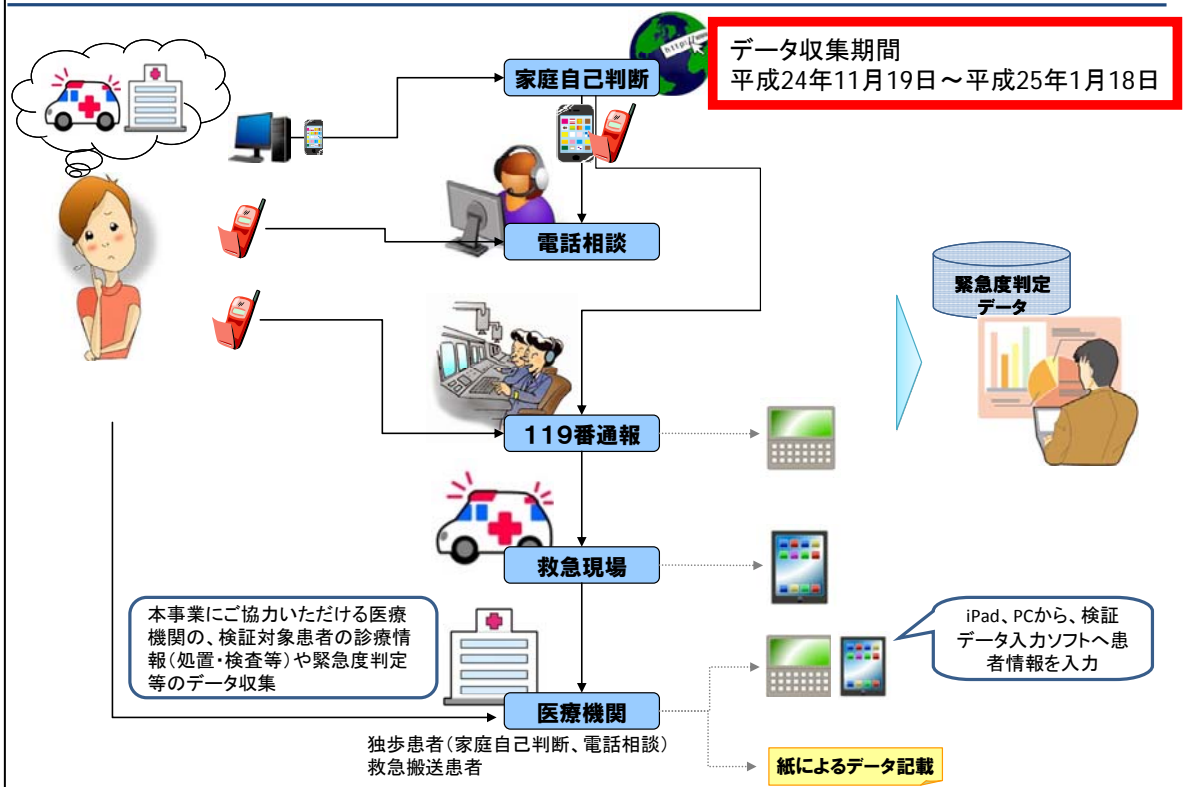 データ収集期間
平成24年11月19日～平成25年1月18日
http://www
家庭自己判断
電話相談
緊急度判定
データ
119番通報
救急現場
本事業にご協力いただける医療
機関の、検証対象患者の診療情
報(処置・検査等)や緊急度判定
等のデータ収集
iPad、PCから、検証
データ入力ソフトへ患
者情報を入力
医療機関
独歩患者(家庭自己判断、電話相談)
救急搬送患者
紙によるデータ記載